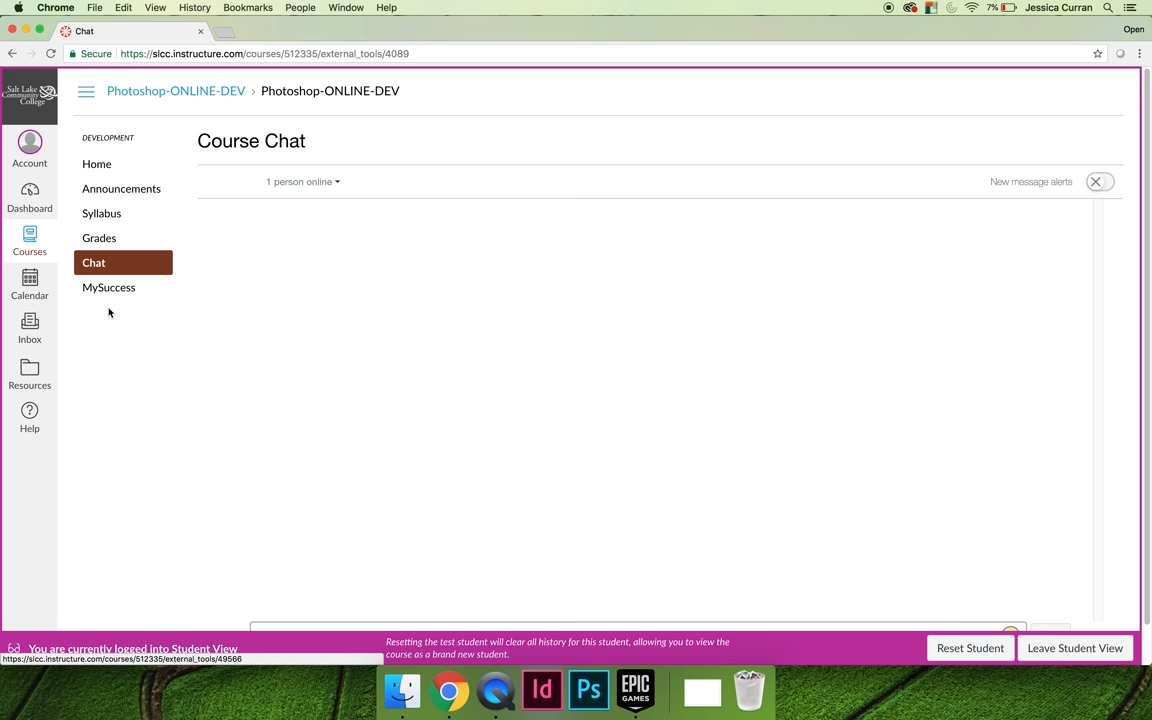 Chrome File Edit View History Bookmarks People Window Help 7% Jessica Curran
Chat Open
Secure https://slcc.instructure.com/courses/512335/external_tools/4089
Salt Lake
Community
College
Photoshop-ONLINE-DEV › Photoshop-ONLINE-DEV
DEVELOPMENT
Course Chat
Account
Home
1 person online New message alerts
Announcements
Dashboard
Syllabus
Grades
Courses
Chat
MySuccess
Calendar
Inbox
Resources
Help
You are currently logged into Student View
Resetting the test student will clear all history for this student, allowing you to view the
course as a brand new student.
Reset Student Leave Student View
https://slcc.instructure.com/courses/512335/external_tools/49566
Id Ps EPIC
GAMES